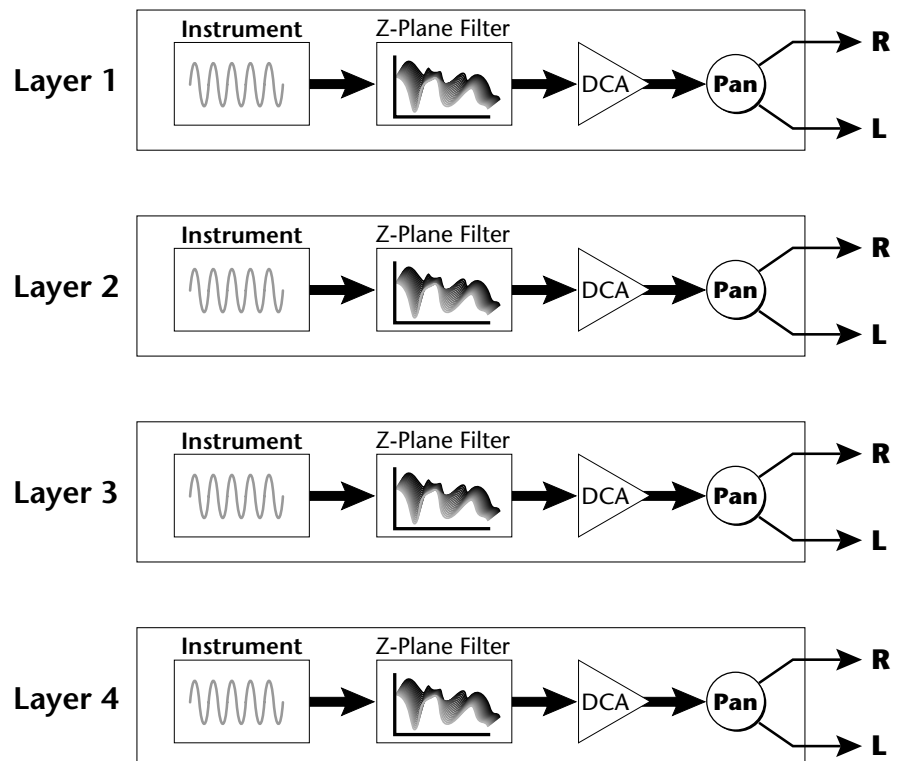 Instrument
Z-Plane Filter
R
Layer 1
DCA
Pan
L
Instrument
Z-Plane Filter
R
Layer 2
DCA
Pan
L
Instrument
Z-Plane Filter
R
Layer 3
DCA
Pan
L
Instrument
Z-Plane Filter
R
Layer 4
DCA
Pan
L